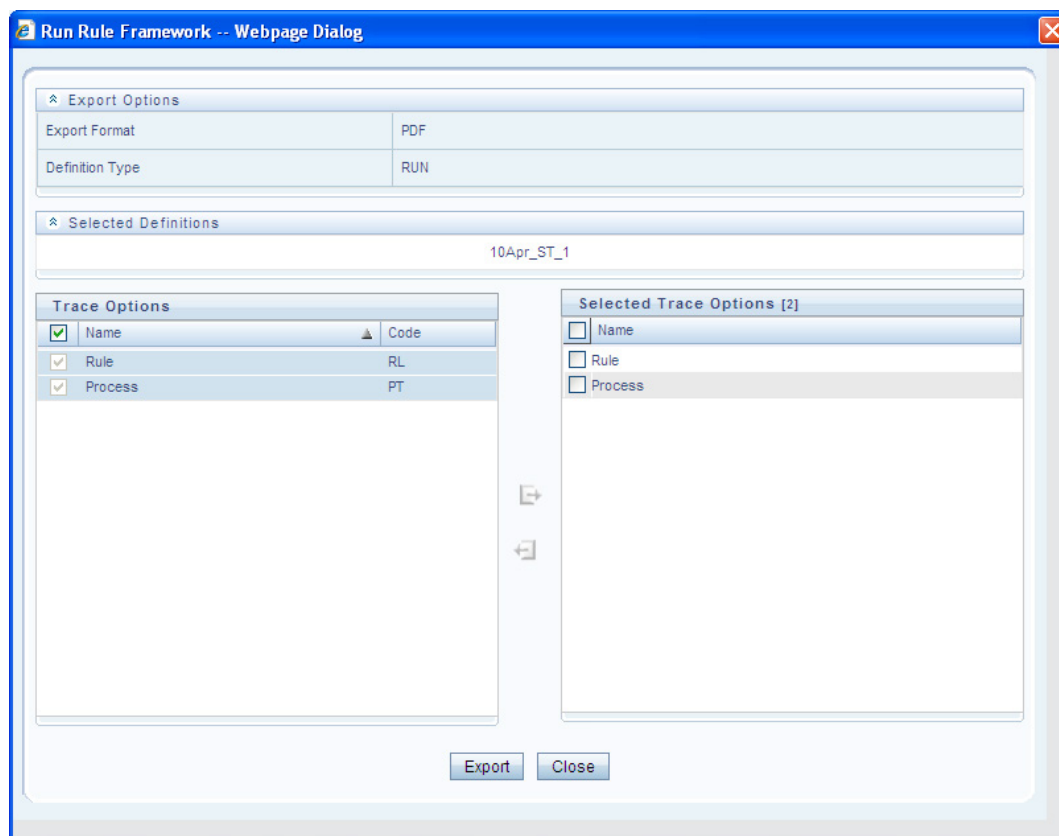 Run Rule Framework -- Webpage Dialog
Export Options
Export Format PDF
Definition Type RUN
Selected Definitions
10Apr_ST_1
Trace Options
Name Code
Rule RL
Process PT
Selected Trace Options [2]
Name
Rule
Process
Export Close